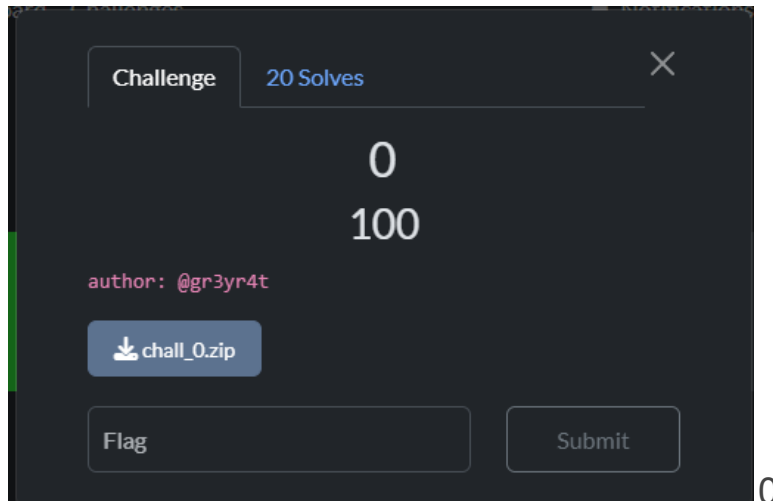 Challenge 20 Solves
0
100
author: @gr3yr4t
chall_0.zip
Flag Submit